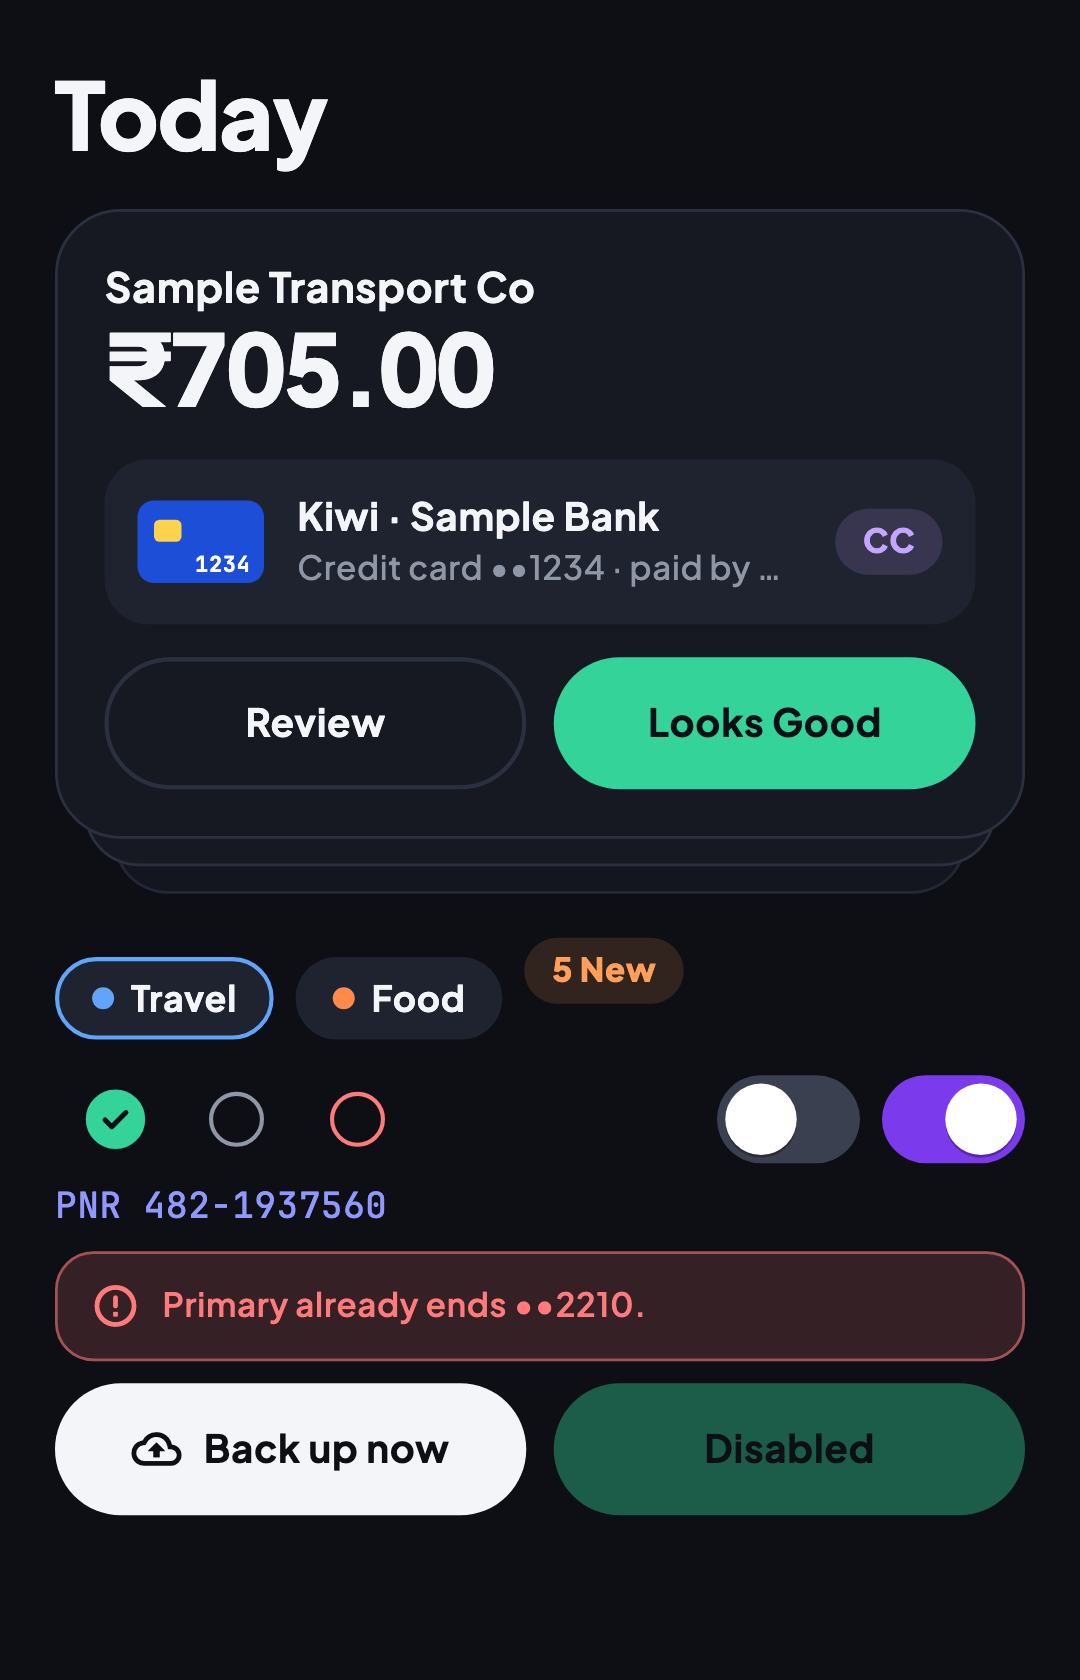 Today
Sample Transport Co
₹705.00
Kiwi · Sample Bank
1234
Credit card ••1234 · paid by ...
CC
Review
Looks Good
Travel
Food
5 New
PNR 482-1937560
Primary already ends ••2210.
Back up now
Disabled